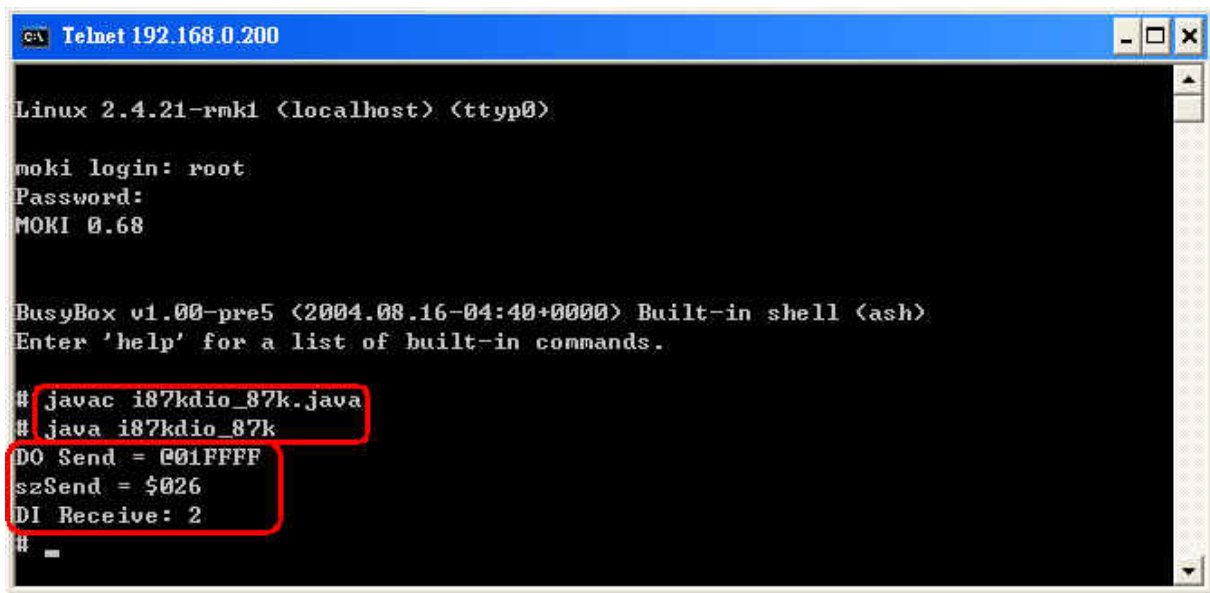 Telnet 192.168.0.200
Linux 2.4.21-rmk1 (localhost) (ttyp0)
moki login: root
Password:
MOKI 0.68
BusyBox v1.00-pre5 (2004.08.16-04:40+0000) Built-in shell (ash)
Enter 'help' for a list of built-in commands.
# javac i87kdio_87k.java
# java i87kdio_87k
DO Send = @01FFFF
szSend = $026
DI Receive: 2
# _